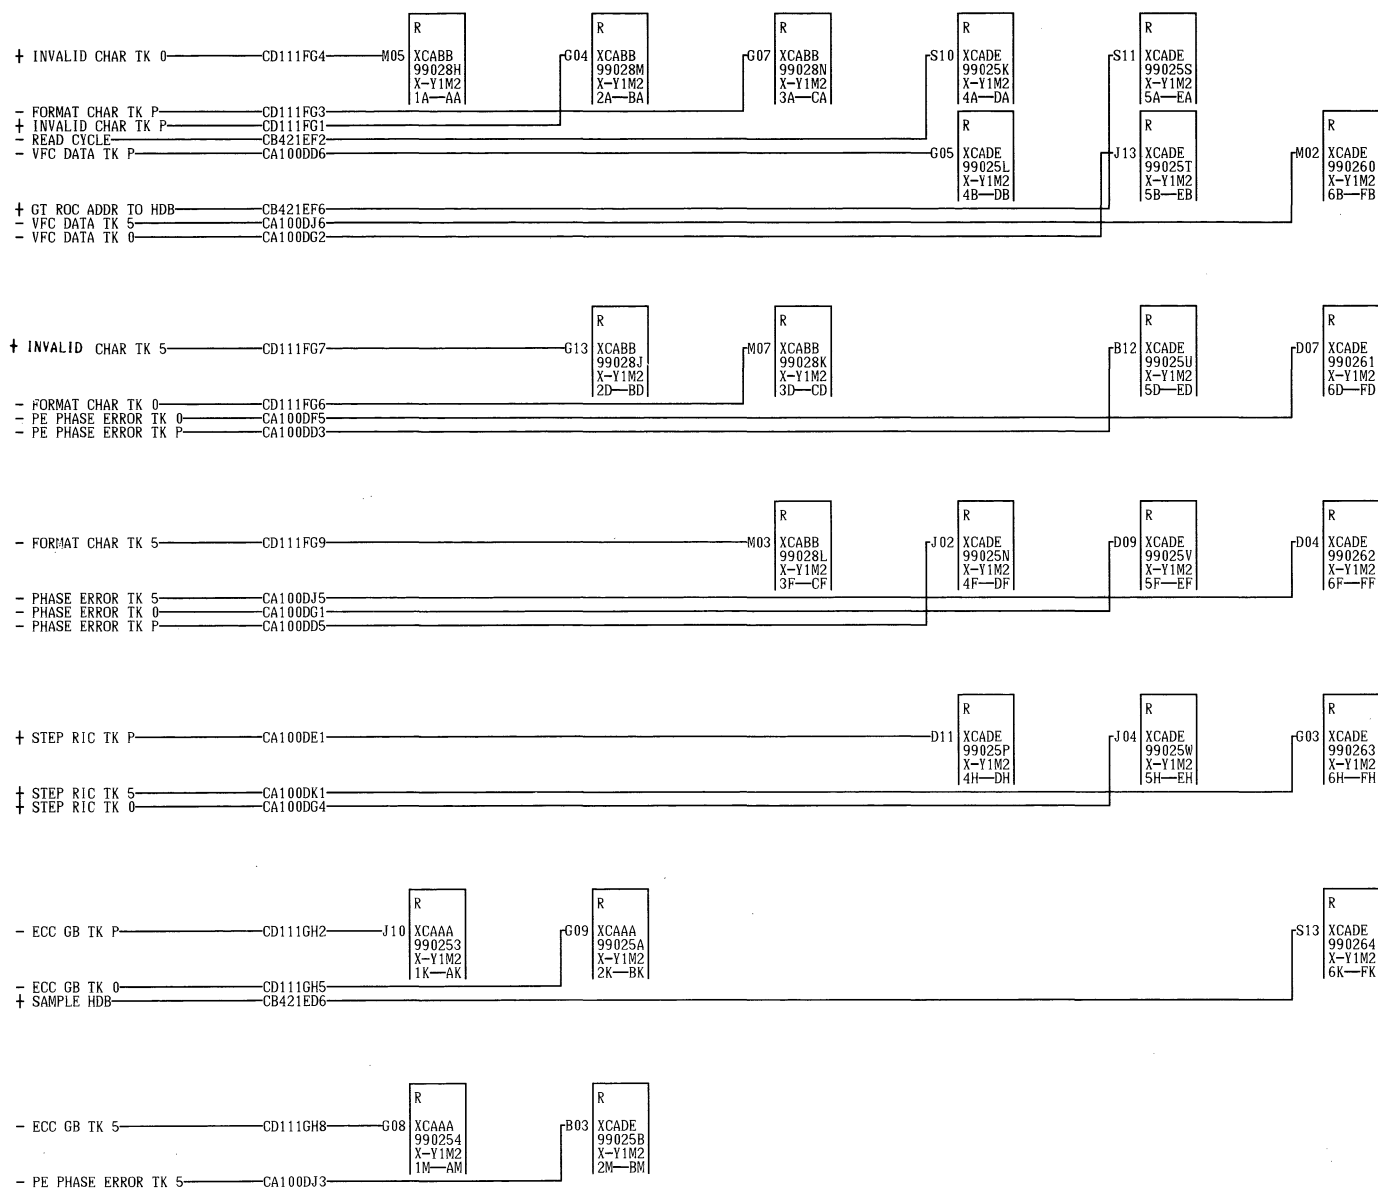 R R R R R
+ INVALID CHAR TK 0 CD111FG4 M05 XCABB G04 XCABB G07 XCABB S10 XCADE S11 XCADE
99028H 99028M 99028N 99025K 99025S
X-Y1M2 X-Y1M2 X-Y1M2 X-Y1M2 X-Y1M2
1A-AA 2A-BA 3A-CA 4A-DA 5A-EA
- FORMAT CHAR TK P CD111FG3
+ INVALID CHAR TK P CD111FG1 R R R
- READ CYCLE CB421EF2
- VFC DATA TK P CA100DD6 G05 XCADE J13 XCADE M02 XCADE
99025L 99025T 990260
X-Y1M2 X-Y1M2 X-Y1M2
4B-DB 5B-EB 6B-FB
+ GT ROC ADDR TO HDB CB421EF6
- VFC DATA TK 5 CA100DJ6
- VFC DATA TK 0 CA100DG2
R R R R
+ INVALID CHAR TK 5 CD111FG7 G13 XCABB M07 XCABB B12 XCADE D07 XCADE
99028J 99028K 99025U 990261
X-Y1M2 X-Y1M2 X-Y1M2 X-Y1M2
2D-BD 3D-CD 5D-ED 6D-FD
- FORMAT CHAR TK 0 CD111FG6
- PE PHASE ERROR TK 0 CA100DF5
- PE PHASE ERROR TK P CA100DD3
R R R R
- FORMAT CHAR TK 5 CD111FG9 M03 XCABB J02 XCADE D09 XCADE D04 XCADE
99028L 99025N 99025V 990262
X-Y1M2 X-Y1M2 X-Y1M2 X-Y1M2
3F-CF 4F-DF 5F-EF 6F-FF
- PHASE ERROR TK 5 CA100DJ5
- PHASE ERROR TK 0 CA100DG1
- PHASE ERROR TK P CA100DD5
R R R
+ STEP RIC TK P CA100DE1 D11 XCADE J04 XCADE G03 XCADE
99025P 99025W 990263
X-Y1M2 X-Y1M2 X-Y1M2
4H-DH 5H-EH 6H-FH
+ STEP RIC TK 5 CA100DK1
+ STEP RIC TK 0 CA100DG4
R R R
- ECC GB TK P CD111GH2 J10 XCAAA G09 XCAAA S13 XCADE
990253 99025A 990264
X-Y1M2 X-Y1M2 X-Y1M2
1K-AK 2K-BK 6K-FK
- ECC GB TK 0 CD111GH5
+ SAMPLE HDB CB421ED6
R R
- ECC GB TK 5 CD111GH8 G08 XCAAA B03 XCADE
990254 99025B
X-Y1M2 X-Y1M2
1M-AM 2M-BM
- PE PHASE ERROR TK 5 CA100DJ3